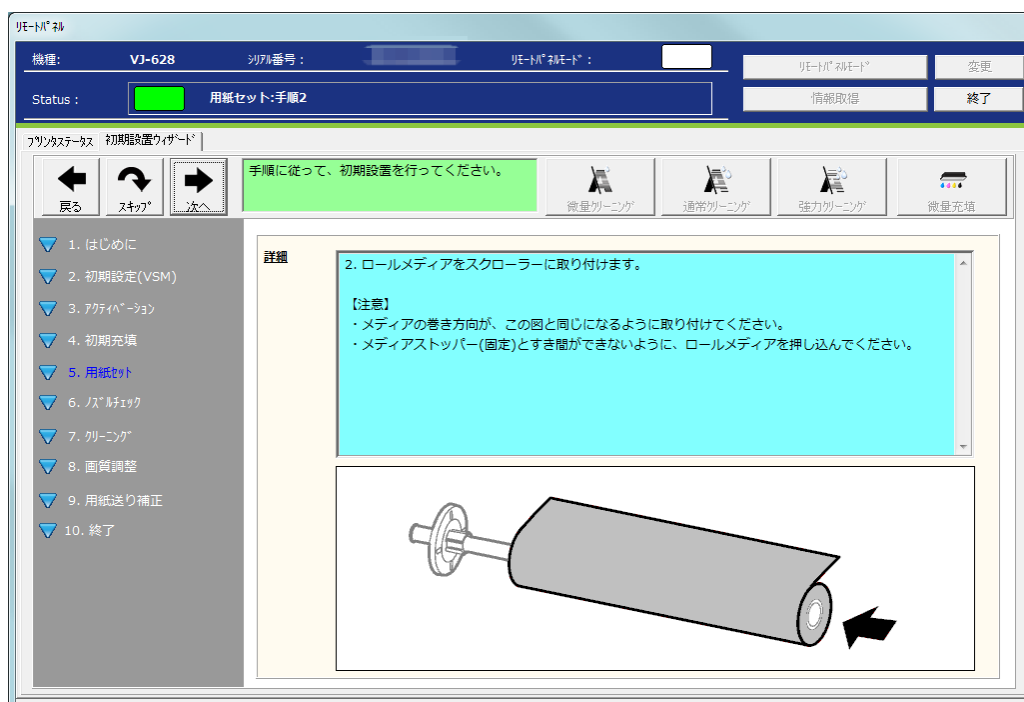 ﾘﾓｰﾄﾊﾟﾈﾙ
機種: VJ-628 ｼﾘｱﾙ番号： ﾘﾓｰﾄﾊﾟﾈﾙﾓｰﾄﾞ：
ﾘﾓｰﾄﾊﾟﾈﾙﾓｰﾄﾞ 変更
Status : 用紙セット:手順2
情報取得 終了
ﾌﾟﾘﾝﾀｽﾃｰﾀｽ 初期設置ｳｨｻﾞｰﾄﾞ
戻る ｽｷｯﾌﾟ 次へ
手順に従って、初期設置を行ってください。
微量ｸﾘｰﾆﾝｸﾞ 通常ｸﾘｰﾆﾝｸﾞ 強力ｸﾘｰﾆﾝｸﾞ 微量充填
1. はじめに
2. 初期設定(VSM)
3. ｱｸﾃｨﾍﾞｰｼｮﾝ
4. 初期充填
5. 用紙ｾｯﾄ
6. ﾉｽﾞﾙﾁｪｯｸ
7. ｸﾘｰﾆﾝｸﾞ
8. 画質調整
9. 用紙送り補正
10. 終了
詳細
2. ロールメディアをスクローラーに取り付けます。
【注意】
・メディアの巻き方向が、この図と同じになるように取り付けてください。
・メディアストッパー(固定)とすき間ができないように、ロールメディアを押し込んでください。